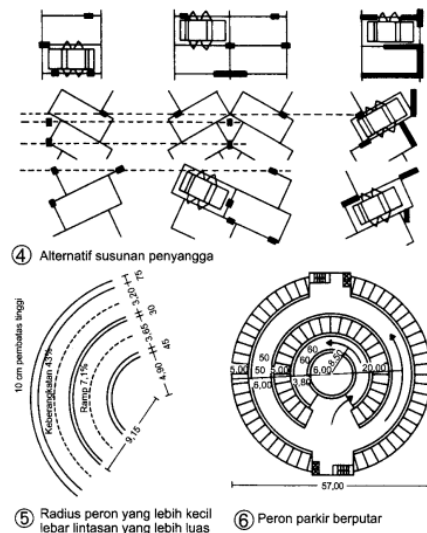 ④ Alternatif susunan penyangga
10 cm pembatas tinggi
Keberangkatan 43%
Ramp 7,1%
75
3,20
30
3,65
45
4,90
9,15
⑤ Radius peron yang lebih kecil
lebar lintasan yang lebih luas
60
60
50
50
5,00
5,00
6,00
3,80
6,00
20,00
57,00
⑥ Peron parkir berputar